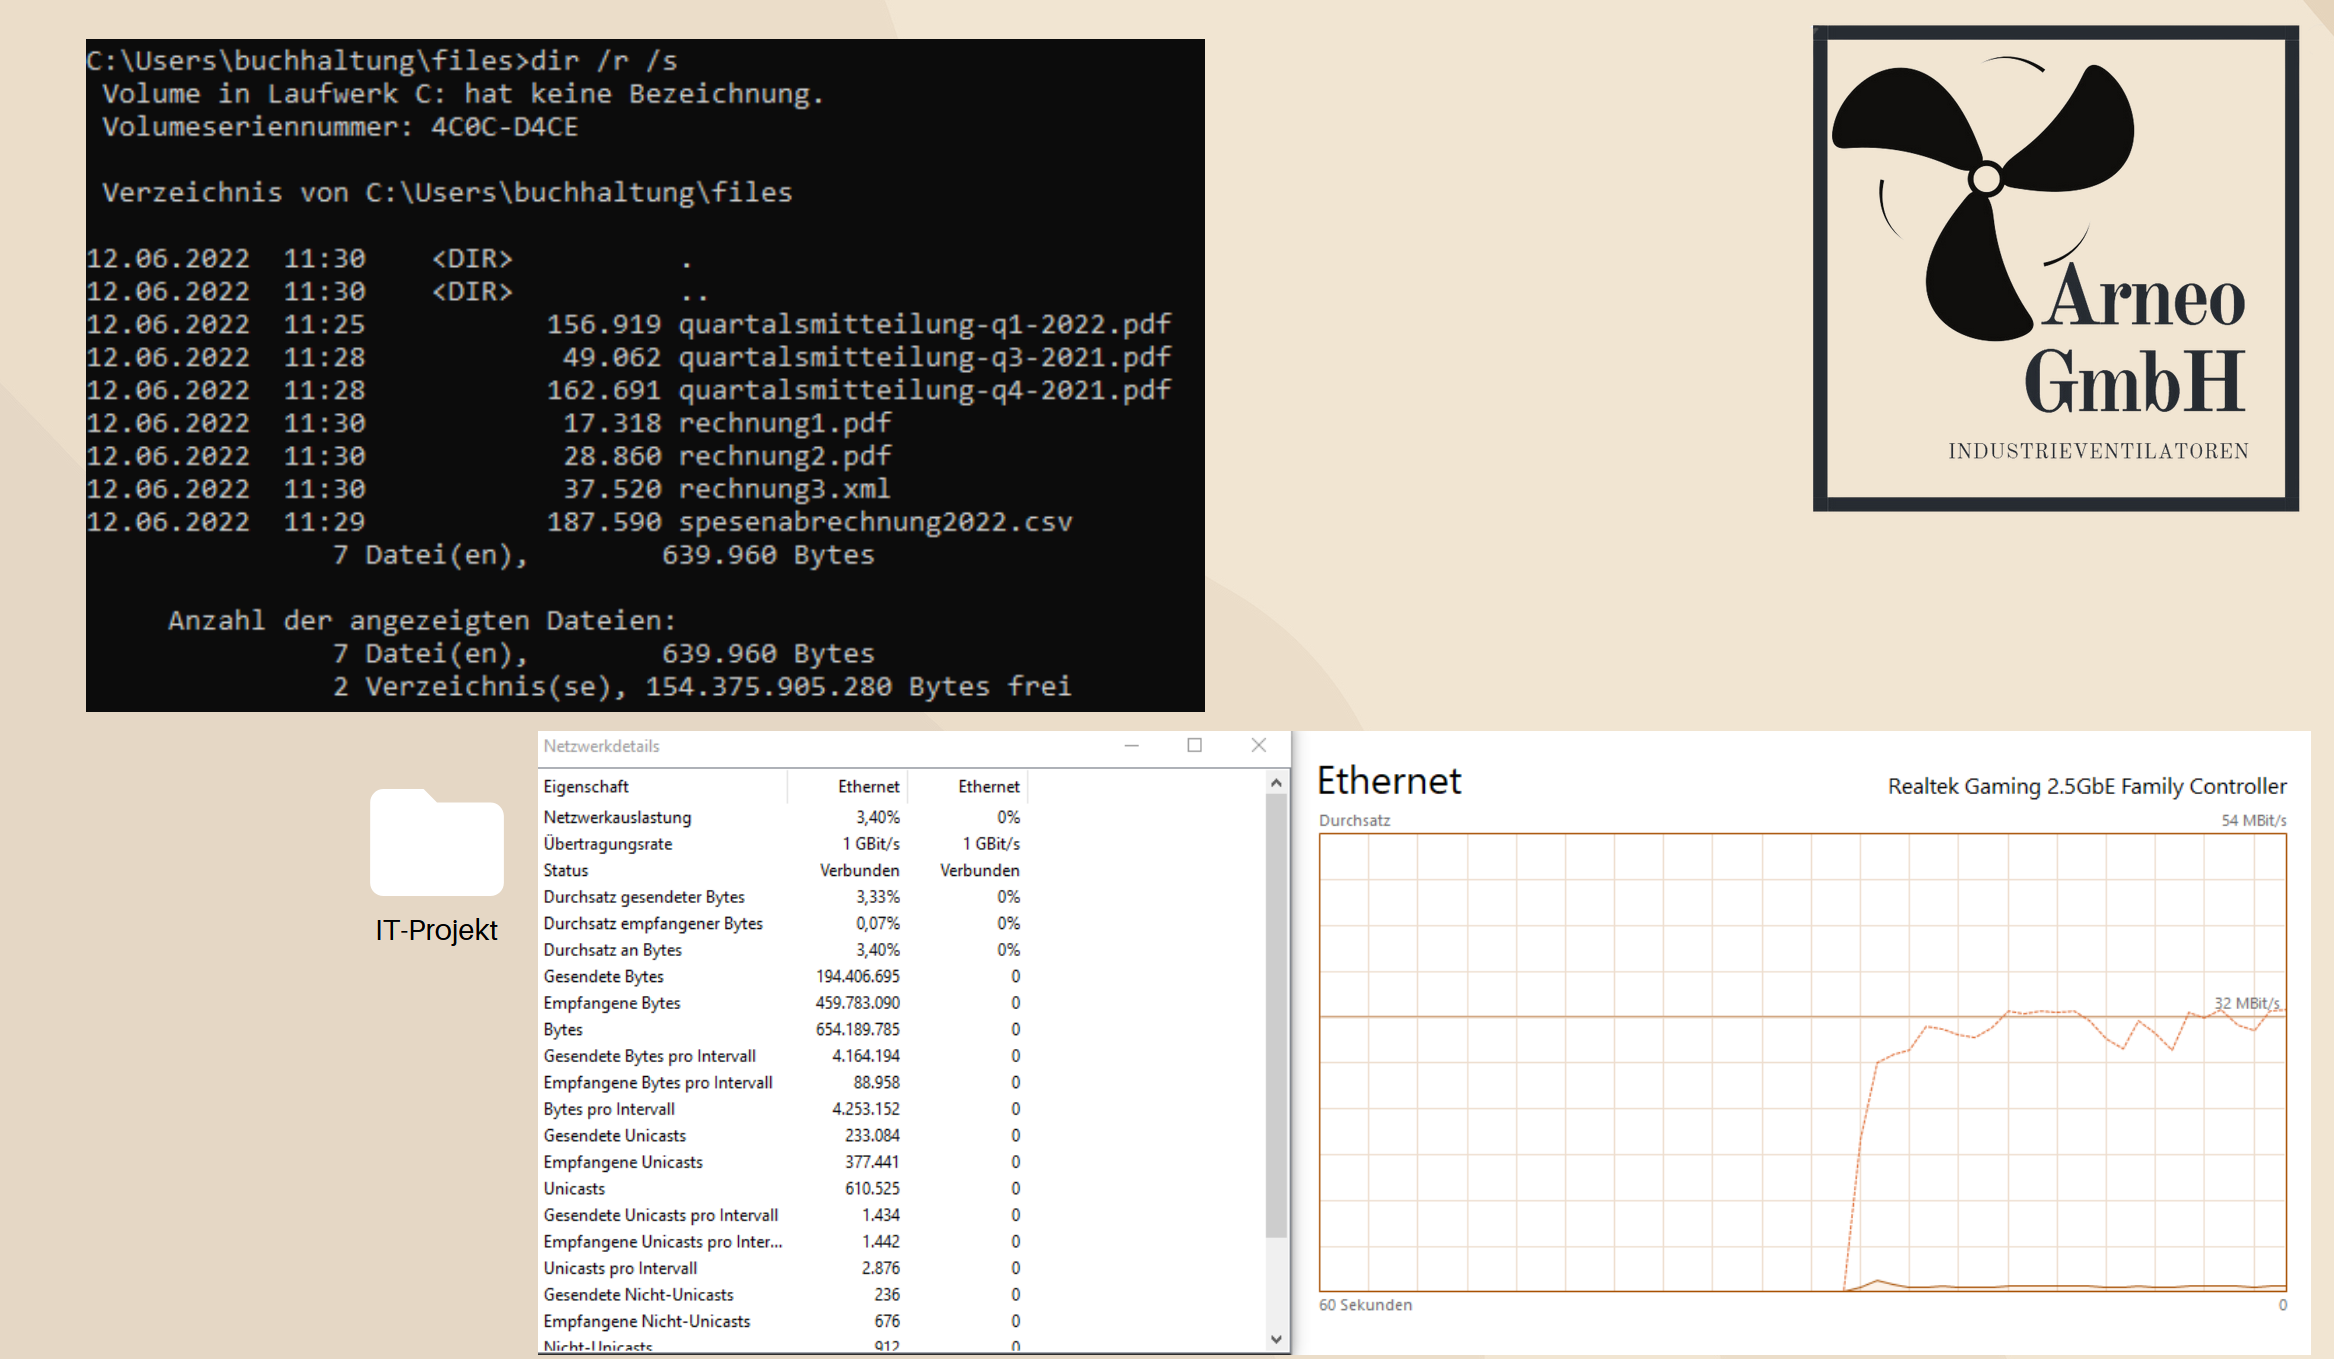 C:\Users\buchhaltung\files>dir /r /s
Volume in Laufwerk C: hat keine Bezeichnung.
Volumeseriennummer: 4C0C-D4CE
Verzeichnis von C:\Users\buchhaltung\files
12.06.2022 11:30 <DIR> .
12.06.2022 11:30 <DIR> ..
12.06.2022 11:25 156.919 quartalsmitteilung-q1-2022.pdf
12.06.2022 11:28 49.062 quartalsmitteilung-q3-2021.pdf
12.06.2022 11:28 162.691 quartalsmitteilung-q4-2021.pdf
12.06.2022 11:30 17.318 rechnung1.pdf
12.06.2022 11:30 28.860 rechnung2.pdf
12.06.2022 11:30 37.520 rechnung3.xml
12.06.2022 11:29 187.590 spesenabrechnung2022.csv
7 Datei(en), 639.960 Bytes
Anzahl der angezeigten Dateien:
7 Datei(en), 639.960 Bytes
2 Verzeichnis(se), 154.375.905.280 Bytes frei
Arneo
GmbH
INDUSTRIEVENTILATOREN
IT-Projekt
Netzwerkdetails
Eigenschaft Ethernet Ethernet
Netzwerkauslastung 3,40% 0%
Übertragungsrate 1 GBit/s 1 GBit/s
Status Verbunden Verbunden
Durchsatz gesendeter Bytes 3,33% 0%
Durchsatz empfangener Bytes 0,07% 0%
Durchsatz an Bytes 3,40% 0%
Gesendete Bytes 194.406.695 0
Empfangene Bytes 459.783.090 0
Bytes 654.189.785 0
Gesendete Bytes pro Intervall 4.164.194 0
Empfangene Bytes pro Intervall 88.958 0
Bytes pro Intervall 4.253.152 0
Gesendete Unicasts 233.084 0
Empfangene Unicasts 377.441 0
Unicasts 610.525 0
Gesendete Unicasts pro Intervall 1.434 0
Empfangene Unicasts pro Inter... 1.442 0
Unicasts pro Intervall 2.876 0
Gesendete Nicht-Unicasts 236 0
Empfangene Nicht-Unicasts 676 0
Nicht-Unicasts 912 0
Ethernet
Realtek Gaming 2.5GbE Family Controller
Durchsatz 54 MBit/s
32 MBit/s
60 Sekunden 0